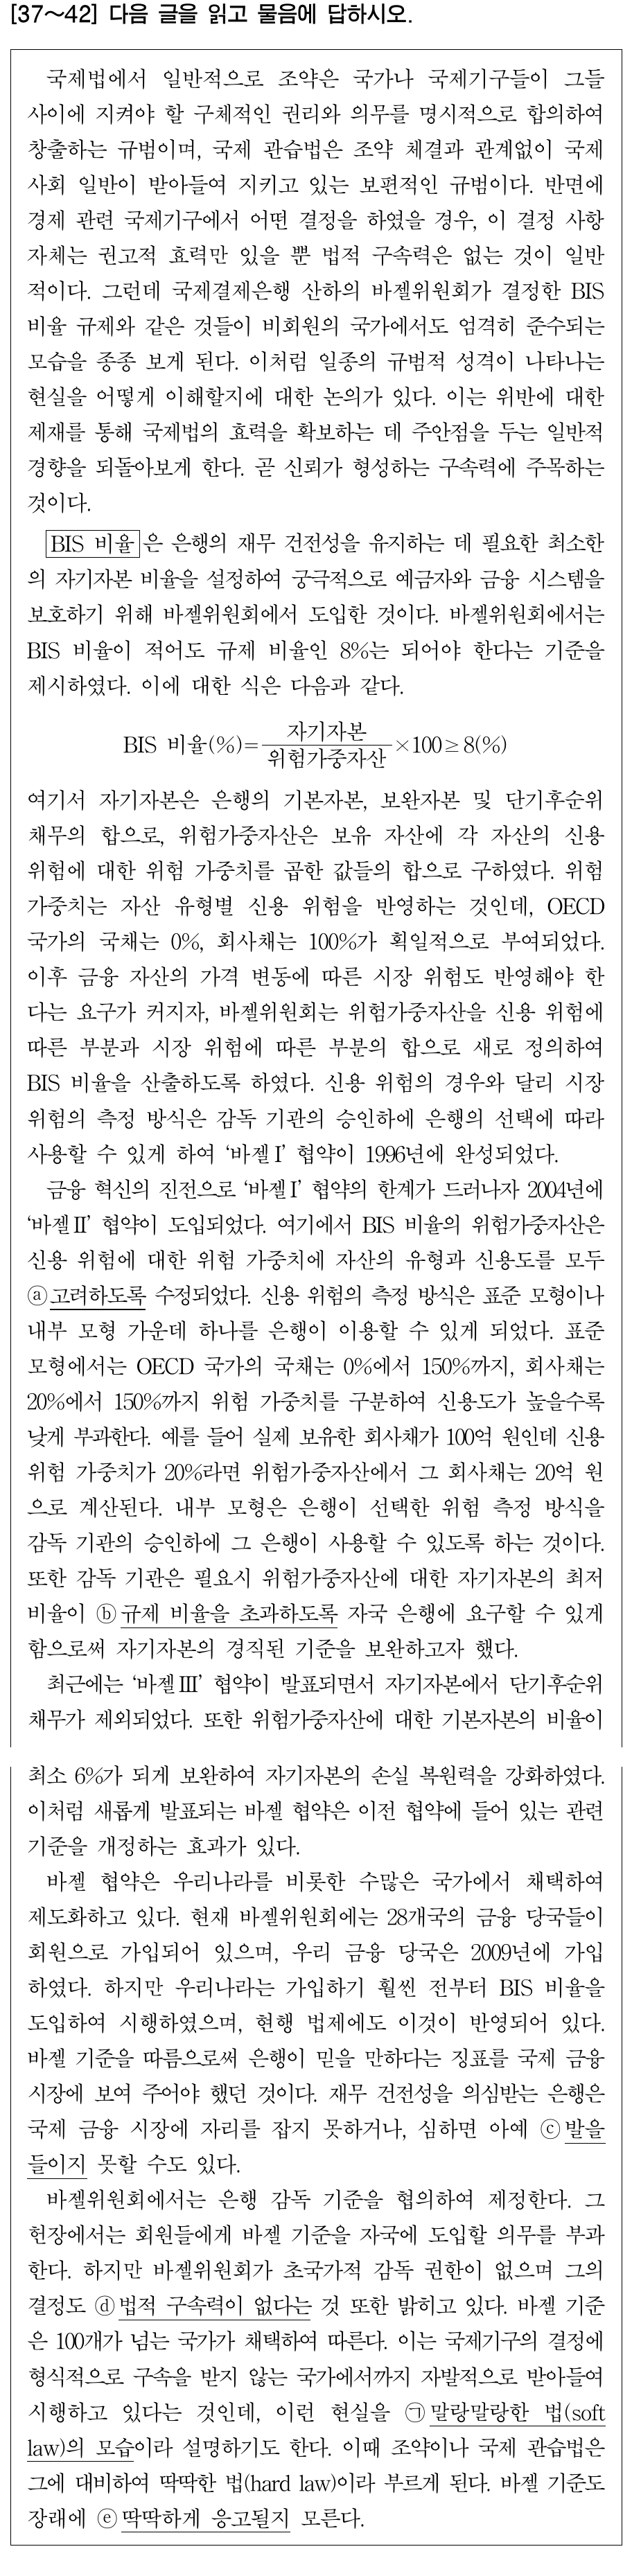 [37～42] 다음 글을 읽고 물음에 답하시오.
국제법에서 일반적으로 조약은 국가나 국제기구들이 그들
사이에 지켜야 할 구체적인 권리와 의무를 명시적으로 합의하여
창출하는 규범이며, 국제 관습법은 조약 체결과 관계없이 국제
사회 일반이 받아들여 지키고 있는 보편적인 규범이다. 반면에
경제 관련 국제기구에서 어떤 결정을 하였을 경우, 이 결정 사항
자체는 권고적 효력만 있을 뿐 법적 구속력은 없는 것이 일반
적이다. 그런데 국제결제은행 산하의 바젤위원회가 결정한 BIS
비율 규제와 같은 것들이 비회원의 국가에서도 엄격히 준수되는
모습을 종종 보게 된다. 이처럼 일종의 규범적 성격이 나타나는
현실을 어떻게 이해할지에 대한 논의가 있다. 이는 위반에 대한
제재를 통해 국제법의 효력을 확보하는 데 주안점을 두는 일반적
경향을 되돌아보게 한다. 곧 신뢰가 형성하는 구속력에 주목하는
것이다.
BIS 비율은 은행의 재무 건전성을 유지하는 데 필요한 최소한
의 자기자본 비율을 설정하여 궁극적으로 예금자와 금융 시스템을
보호하기 위해 바젤위원회에서 도입한 것이다. 바젤위원회에서는
BIS 비율이 적어도 규제 비율인 8%는 되어야 한다는 기준을
제시하였다. 이에 대한 식은 다음과 같다.
BIS 비율(%)=자기자본/위험가중자산×100≥8(%)
여기서 자기자본은 은행의 기본자본, 보완자본 및 단기후순위
채무의 합으로, 위험가중자산은 보유 자산에 각 자산의 신용
위험에 대한 위험 가중치를 곱한 값들의 합으로 구하였다. 위험
가중치는 자산 유형별 신용 위험을 반영하는 것인데, OECD
국가의 국채는 0%, 회사채는 100%가 획일적으로 부여되었다.
이후 금융 자산의 가격 변동에 따른 시장 위험도 반영해야 한
다는 요구가 커지자, 바젤위원회는 위험가중자산을 신용 위험에
따른 부분과 시장 위험에 따른 부분의 합으로 새로 정의하여
BIS 비율을 산출하도록 하였다. 신용 위험의 경우와 달리 시장
위험의 측정 방식은 감독 기관의 승인하에 은행의 선택에 따라
사용할 수 있게 하여 ‘바젤Ⅰ’ 협약이 1996년에 완성되었다.
금융 혁신의 진전으로 ‘바젤Ⅰ’ 협약의 한계가 드러나자 2004년에
‘바젤Ⅱ’ 협약이 도입되었다. 여기에서 BIS 비율의 위험가중자산은
신용 위험에 대한 위험 가중치에 자산의 유형과 신용도를 모두
ⓐ고려하도록 수정되었다. 신용 위험의 측정 방식은 표준 모형이나
내부 모형 가운데 하나를 은행이 이용할 수 있게 되었다. 표준
모형에서는 OECD 국가의 국채는 0%에서 150%까지, 회사채는
20%에서 150%까지 위험 가중치를 구분하여 신용도가 높을수록
낮게 부과한다. 예를 들어 실제 보유한 회사채가 100억 원인데 신용
위험 가중치가 20%라면 위험가중자산에서 그 회사채는 20억 원
으로 계산된다. 내부 모형은 은행이 선택한 위험 측정 방식을
감독 기관의 승인하에 그 은행이 사용할 수 있도록 하는 것이다.
또한 감독 기관은 필요시 위험가중자산에 대한 자기자본의 최저
비율이 ⓑ규제 비율을 초과하도록 자국 은행에 요구할 수 있게
함으로써 자기자본의 경직된 기준을 보완하고자 했다.
최근에는 ‘바젤Ⅲ’ 협약이 발표되면서 자기자본에서 단기후순위
채무가 제외되었다. 또한 위험가중자산에 대한 기본자본의 비율이
최소 6%가 되게 보완하여 자기자본의 손실 복원력을 강화하였다.
이처럼 새롭게 발표되는 바젤 협약은 이전 협약에 들어 있는 관련
기준을 개정하는 효과가 있다.
바젤 협약은 우리나라를 비롯한 수많은 국가에서 채택하여
제도화하고 있다. 현재 바젤위원회에는 28개국의 금융 당국들이
회원으로 가입되어 있으며, 우리 금융 당국은 2009년에 가입
하였다. 하지만 우리나라는 가입하기 훨씬 전부터 BIS 비율을
도입하여 시행하였으며, 현행 법제에도 이것이 반영되어 있다.
바젤 기준을 따름으로써 은행이 믿을 만하다는 징표를 국제 금융
시장에 보여 주어야 했던 것이다. 재무 건전성을 의심받는 은행은
국제 금융 시장에 자리를 잡지 못하거나, 심하면 아예 ⓒ발을
들이지 못할 수도 있다.
바젤위원회에서는 은행 감독 기준을 협의하여 제정한다. 그
헌장에서는 회원들에게 바젤 기준을 자국에 도입할 의무를 부과
한다. 하지만 바젤위원회가 초국가적 감독 권한이 없으며 그의
결정도 ⓓ법적 구속력이 없다는 것 또한 밝히고 있다. 바젤 기준
은 100개가 넘는 국가가 채택하여 따른다. 이는 국제기구의 결정에
형식적으로 구속을 받지 않는 국가에서까지 자발적으로 받아들여
시행하고 있다는 것인데, 이런 현실을 ㉠말랑말랑한 법(soft
law)의 모습이라 설명하기도 한다. 이때 조약이나 국제 관습법은
그에 대비하여 딱딱한 법(hard law)이라 부르게 된다. 바젤 기준도
장래에 ⓔ딱딱하게 응고될지 모른다.